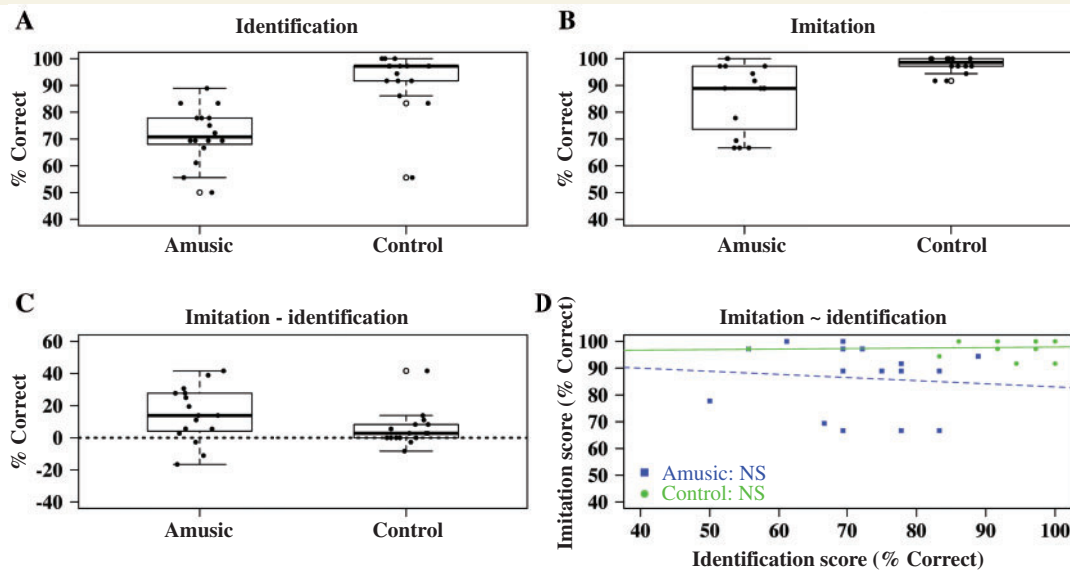 A
Identification
% Correct
100
90
80
70
60
50
40
Amusic
Control
B
Imitation
% Correct
100
90
80
70
60
50
40
Amusic
Control
C
Imitation - identification
% Correct
60
40
20
0
-20
-40
Amusic
Control
D
Imitation ~ identification
Imitation score (% Correct)
100
90
80
70
60
50
40
Amusic: NS
Control: NS
40 50 60 70 80 90 100
Identification score (% Correct)